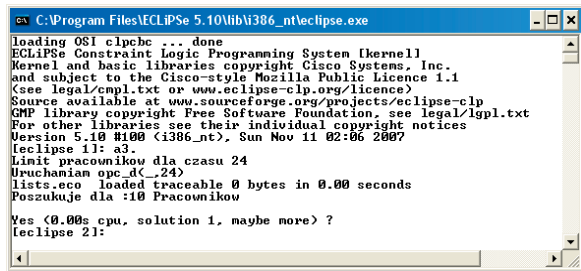 C:\Program Files\ECLiPSe 5.10\lib\i386_nt\eclipse.exe
loading OSI clpcbc ... done
ECLiPSe Constraint Logic Programming System [kernel]
Kernel and basic libraries copyright Cisco Systems, Inc.
and subject to the Cisco-style Mozilla Public Licence 1.1
(see legal/cmpl.txt or www.eclipse-clp.org/licence)
Source available at www.sourceforge.org/projects/eclipse-clp
GMP library copyright Free Software Foundation, see legal/lgpl.txt
For other libraries see their individual copyright notices
Version 5.10 #100 (i386_nt), Sun Nov 11 02:06 2007
[eclipse 1]: a3.
Limit pracownikow dla czasu 24
Uruchamiam opc_d(_,24)
lists.eco  loaded traceable 0 bytes in 0.00 seconds
Poszukuje dla :10 Pracownikow
Yes (0.00s cpu, solution 1, maybe more) ?
[eclipse 2]: